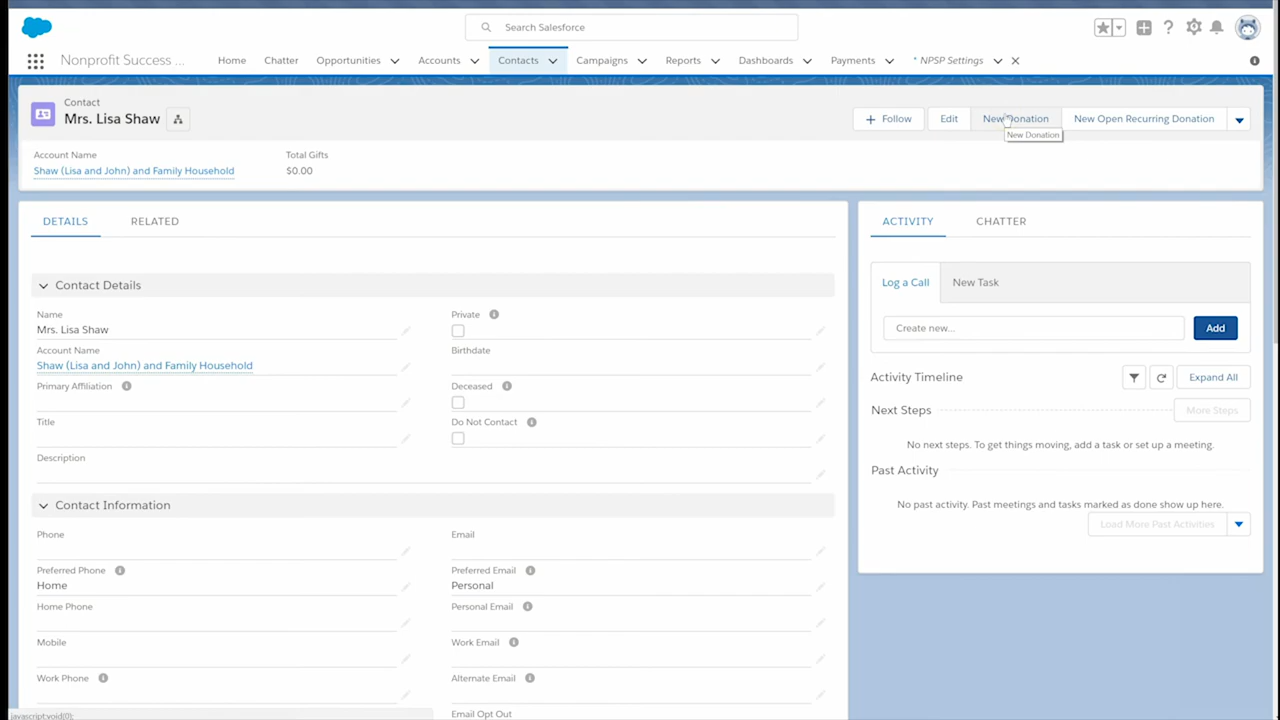 Search Salesforce
Nonprofit Success ...
Home
Chatter
Opportunities
Accounts
Contacts
Campaigns
Reports
Dashboards
Payments
* NPSP Settings
Contact
Mrs. Lisa Shaw
Follow
Edit
New Donation
New Open Recurring Donation
New Donation
Account Name
Total Gifts
Shaw (Lisa and John) and Family Household
$0.00
DETAILS
RELATED
ACTIVITY
CHATTER
Contact Details
Log a Call
New Task
Name
Private
Mrs. Lisa Shaw
Create new...
Add
Account Name
Birthdate
Shaw (Lisa and John) and Family Household
Activity Timeline
Expand All
Primary Affiliation
Deceased
Next Steps
More Steps
Title
Do Not Contact
No next steps. To get things moving, add a task or set up a meeting.
Description
Past Activity
Contact Information
No past activity. Past meetings and tasks marked as done show up here.
Load More Past Activities
Phone
Email
Preferred Phone
Preferred Email
Home
Personal
Home Phone
Personal Email
Mobile
Work Email
Work Phone
Alternate Email
Email Opt Out
javascript:void(0);